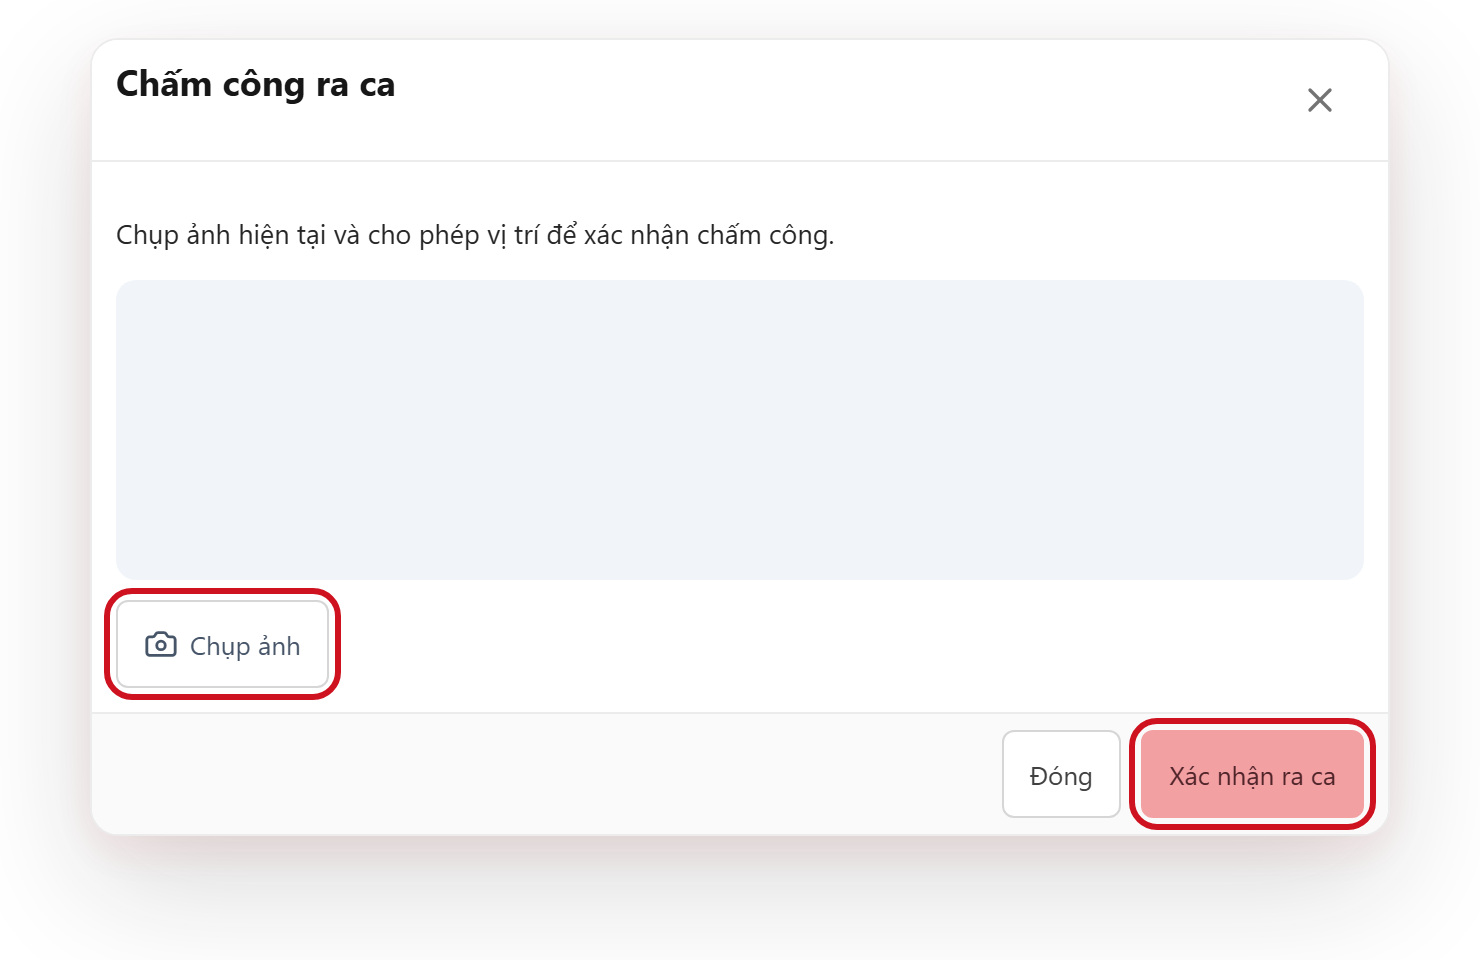 Chấm công ra ca
Chụp ảnh hiện tại và cho phép vị trí để xác nhận chấm công.
Chụp ảnh
Đóng
Xác nhận ra ca